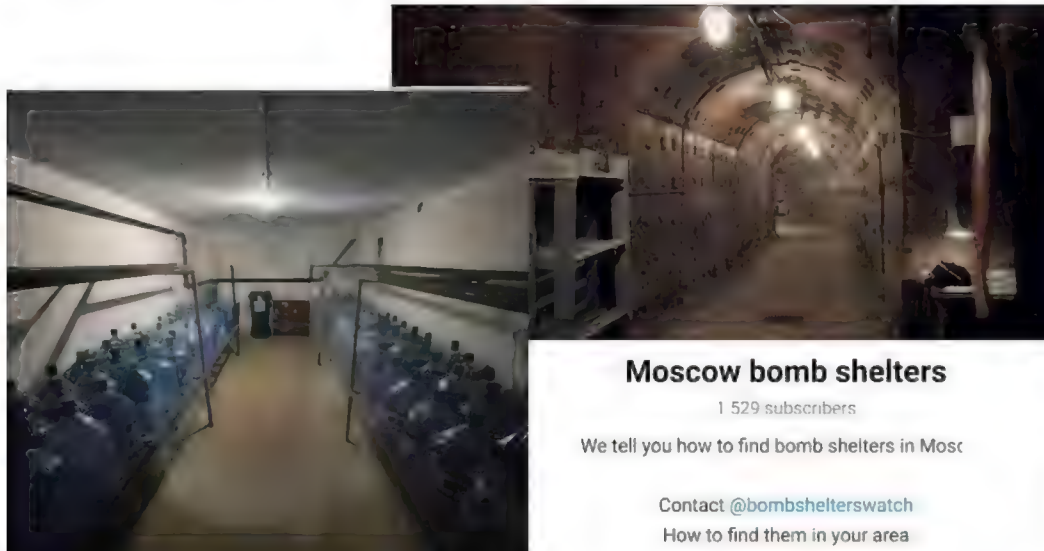 Moscow bomb shelters
1 529 subscribers
We tell you how to find bomb shelters in Mosc
Contact @bombshelterswatch
How to find them in your area